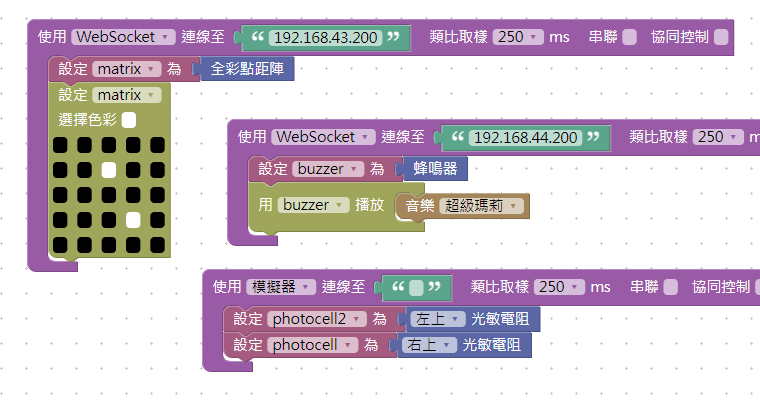 使用 WebSocket 連線至 “ 192.168.43.200 ” 類比取樣 250 ms 串聯 協同控制
設定 matrix 為 全彩點距陣
設定 matrix
選擇色彩
使用 WebSocket 連線至 “ 192.168.44.200 ” 類比取樣 250
設定 buzzer 為 蜂鳴器
用 buzzer 播放 音樂 超級瑪莉
使用 模擬器 連線至 “ ” 類比取樣 250 ms 串聯 協同控制
設定 photocell2 為 左上 光敏電阻
設定 photocell 為 右上 光敏電阻